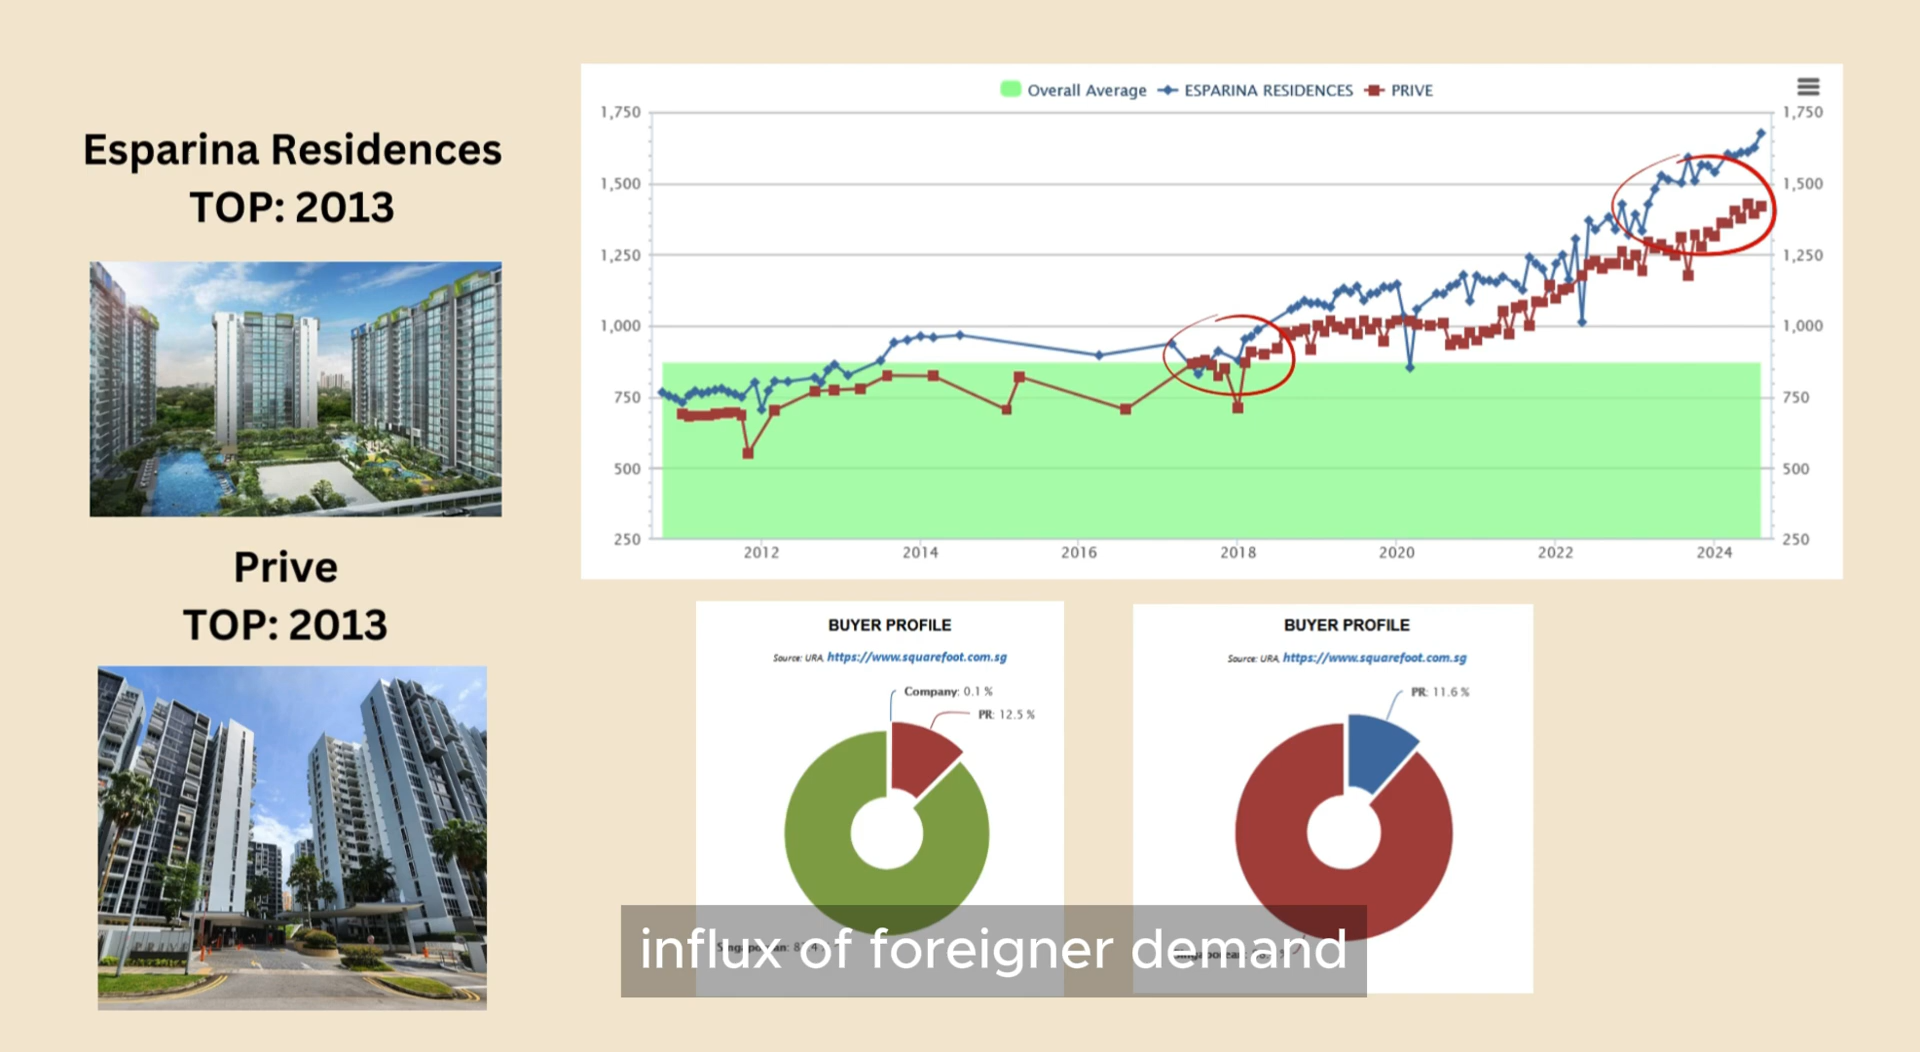 Esparina Residences
TOP: 2013
Prive
TOP: 2013
Overall Average ESPARINA RESIDENCES PRIVE
1,750 1,750
1,500 1,500
1,250 1,250
1,000 1,000
750 750
500 500
250 250
2012 2014 2016 2018 2020 2022 2024
BUYER PROFILE
Source: URA, https://www.squarefoot.com.sg
Company: 0.1 %
PR: 12.5 %
BUYER PROFILE
Source: URA, https://www.squarefoot.com.sg
PR: 11.6 %
Singaporean:
Singaporean:
influx of foreigner demand